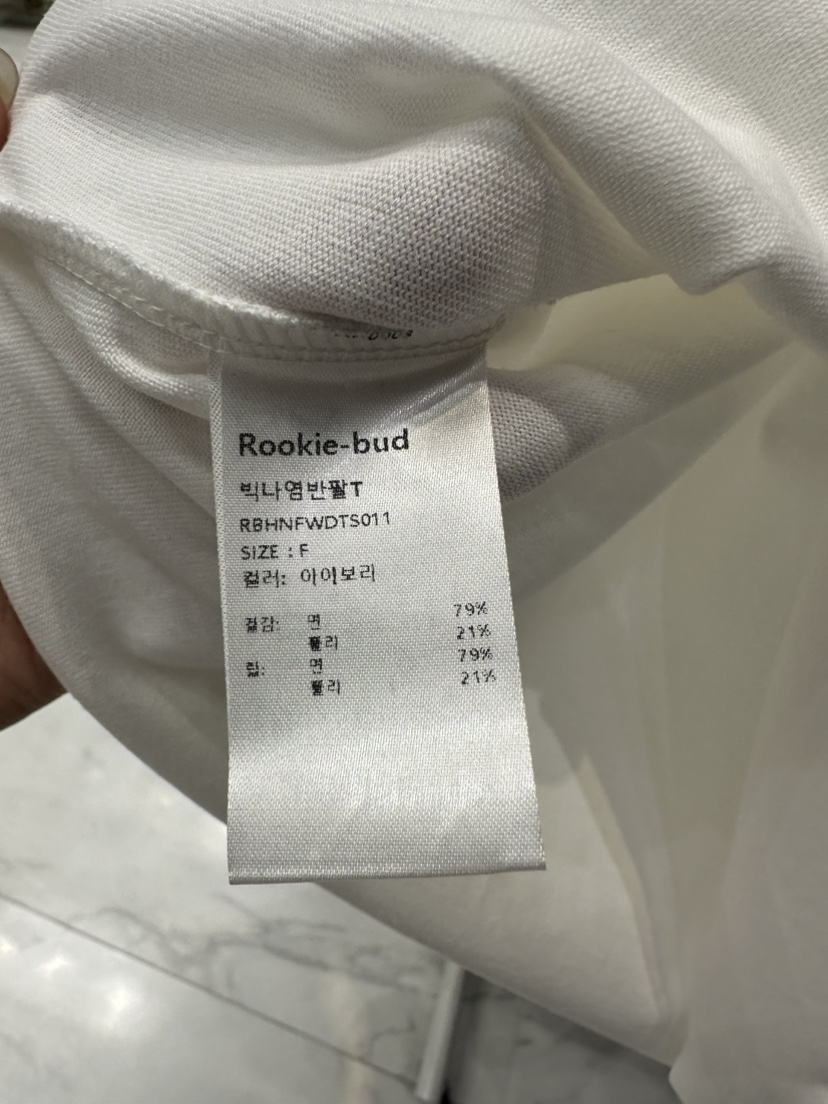 Rookie-bud
빅나염반팔T
RBHNFWDTS011
SIZE : F
컬러: 아이보리
겉감: 면 79%
폴리 21%
립: 면 79%
폴리 21%